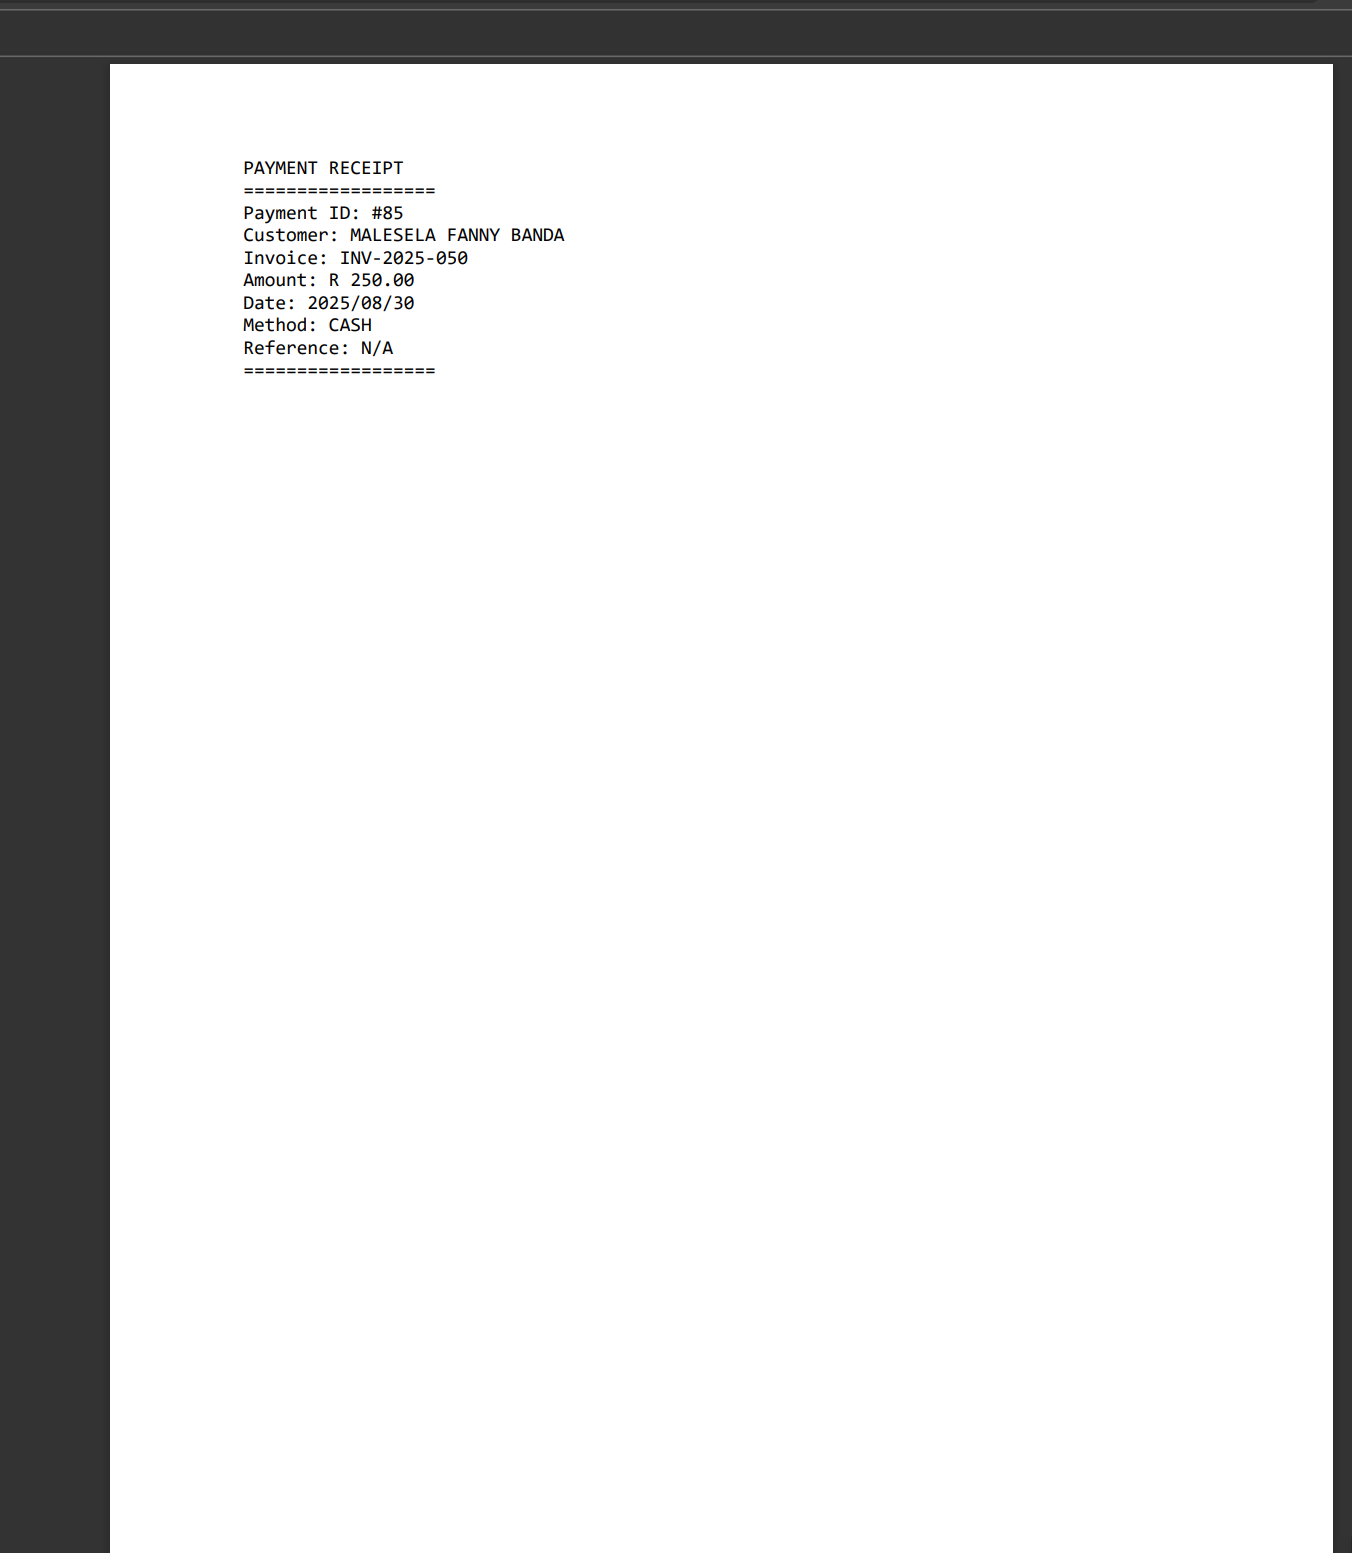 PAYMENT RECEIPT
==================
Payment ID: #85
Customer: MALESELA FANNY BANDA
Invoice: INV-2025-050
Amount: R 250.00
Date: 2025/08/30
Method: CASH
Reference: N/A
==================